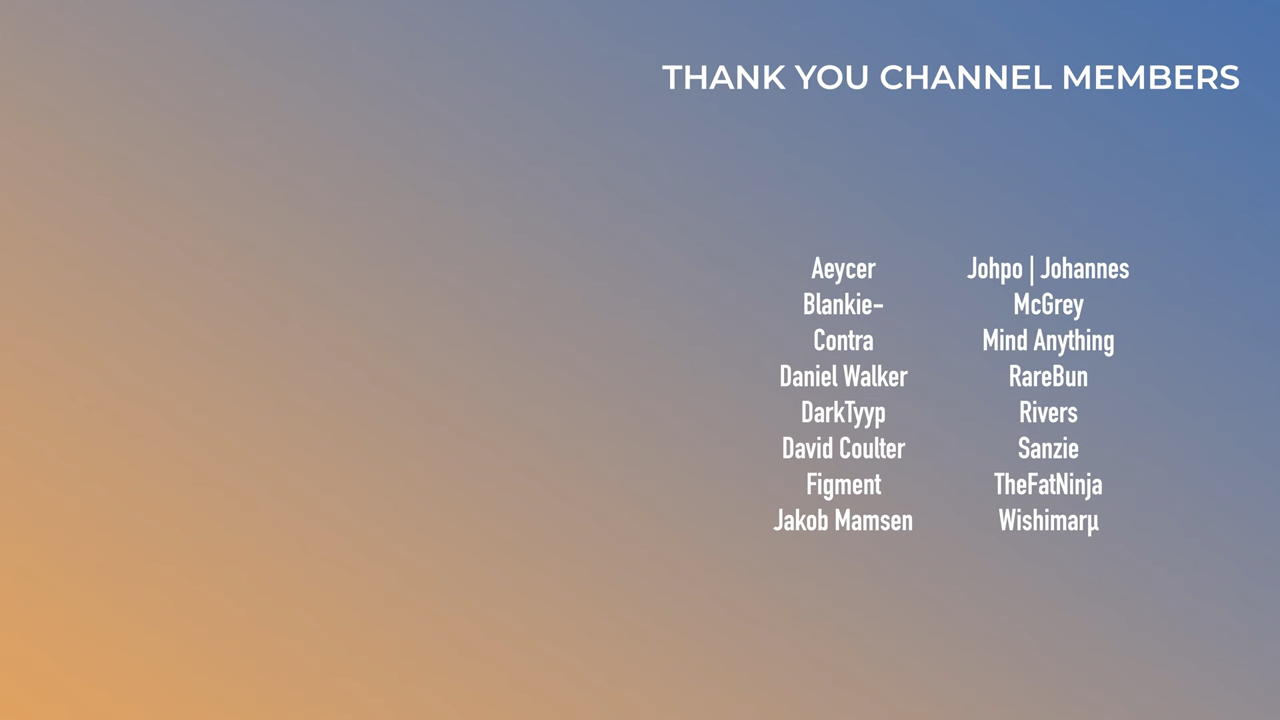 THANK YOU CHANNEL MEMBERS
Aeycer
Blankie-
Contra
Daniel Walker
DarkTyyp
David Coulter
Figment
Jakob Mamsen
Johpo | Johannes
McGrey
Mind Anything
RareBun
Rivers
Sanzie
TheFatNinja
Wishimarµ